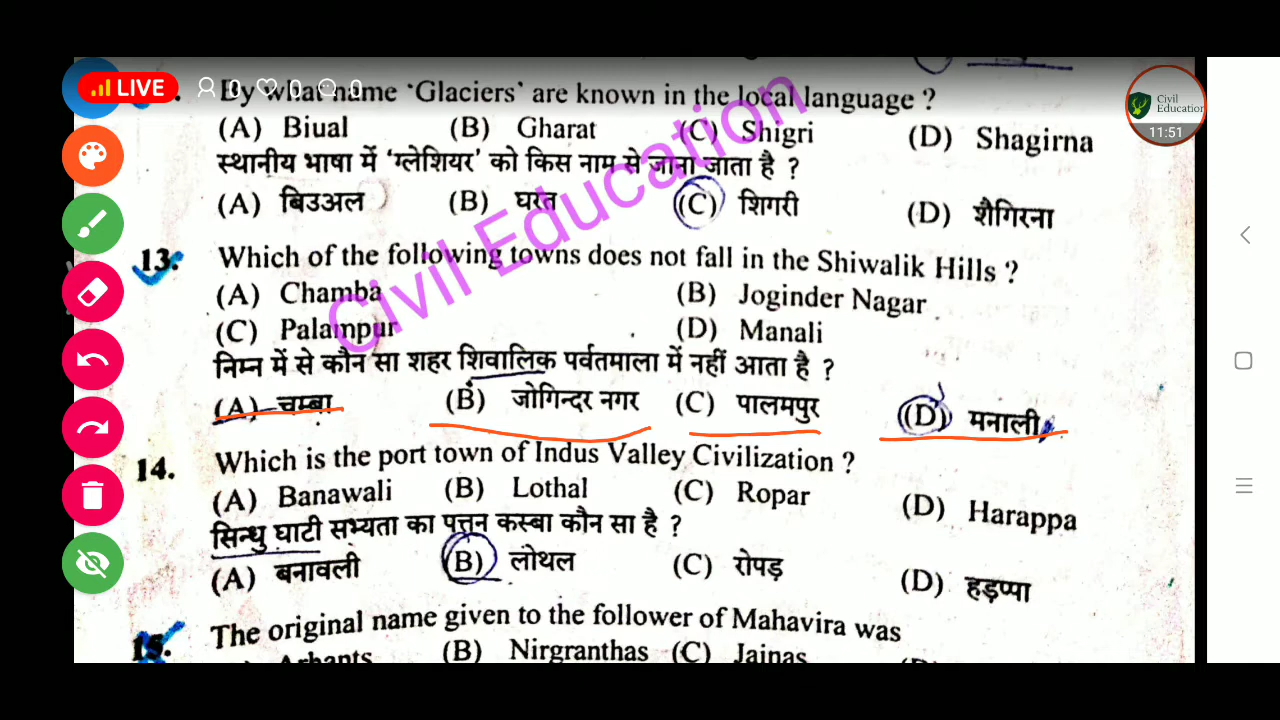 LIVE 0 0 0
By what name 'Glaciers' are known in the local language ?
(A) Biual (B) Gharat (C) Shigri (D) Shagirna
स्थानीय भाषा में 'ग्लेशियर' को किस नाम से जाना जाता है ?
(A) बिउअल (B) घरत (C) शिगरी (D) शैगिरना
13. Which of the following towns does not fall in the Shiwalik Hills ?
(A) Chamba (B) Joginder Nagar
(C) Palampur (D) Manali
निम्न में से कौन सा शहर शिवालिक पर्वतमाला में नहीं आता है ?
(A) चम्बा (B) जोगिन्दर नगर (C) पालमपुर (D) मनाली
14. Which is the port town of Indus Valley Civilization ?
(A) Banawali (B) Lothal (C) Ropar (D) Harappa
सिन्धु घाटी सभ्यता का पत्तन कस्बा कौन सा है ?
(A) बनावली (B) लोथल (C) रोपड़ (D) हड़प्पा
15. The original name given to the follower of Mahavira was
Arhants (B) Nirgranthas (C) Jainas
Civil Education
Civil
Education
11:51